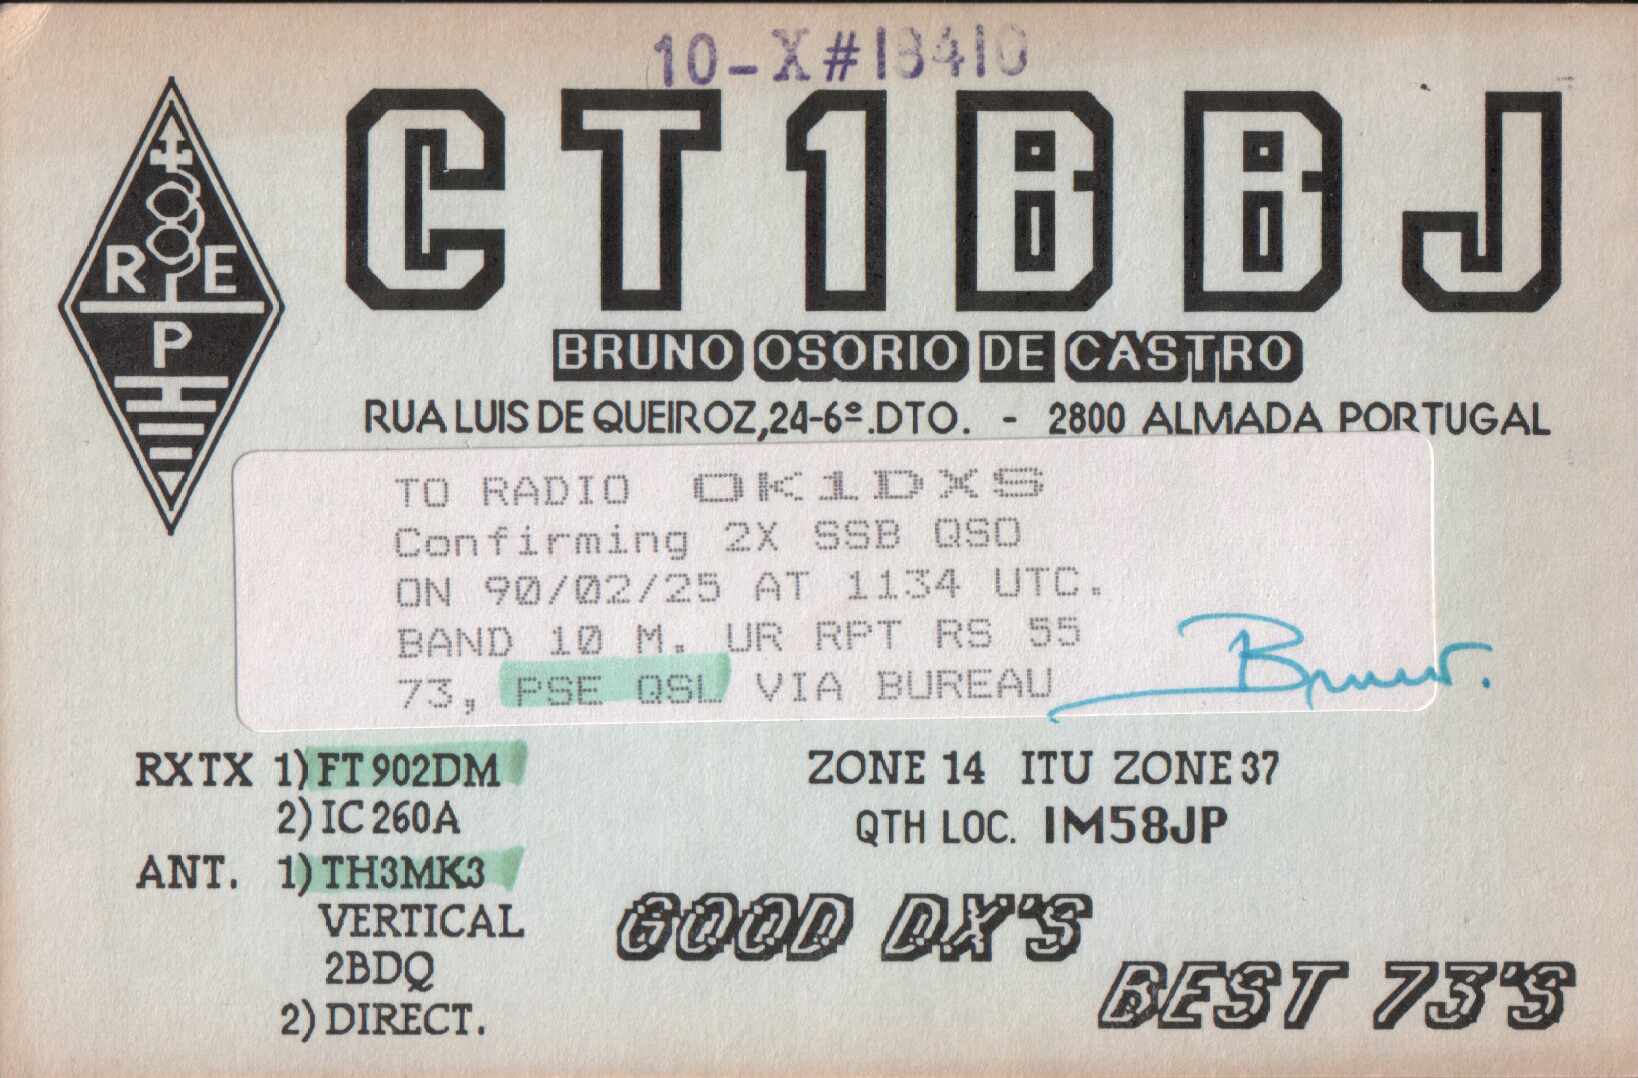 10-X#13410
CT1BBJ
R E
P
BRUNO OSORIO DE CASTRO
RUA LUIS DE QUEIROZ,24-6º.DTO. - 2800 ALMADA PORTUGAL
TO RADIO OK1DXS
Confirming 2X SSB QSO
ON 90/02/25 AT 1134 UTC.
BAND 10 M. UR RPT RS 55
73, PSE QSL VIA BUREAU
Bruno.
RXTX 1) FT 902DM
2) IC 260A
ANT. 1) TH3MK3
VERTICAL
2BDQ
2) DIRECT.
ZONE 14 ITU ZONE 37
QTH LOC. IM58JP
GOOD DX'S
BEST 73'S